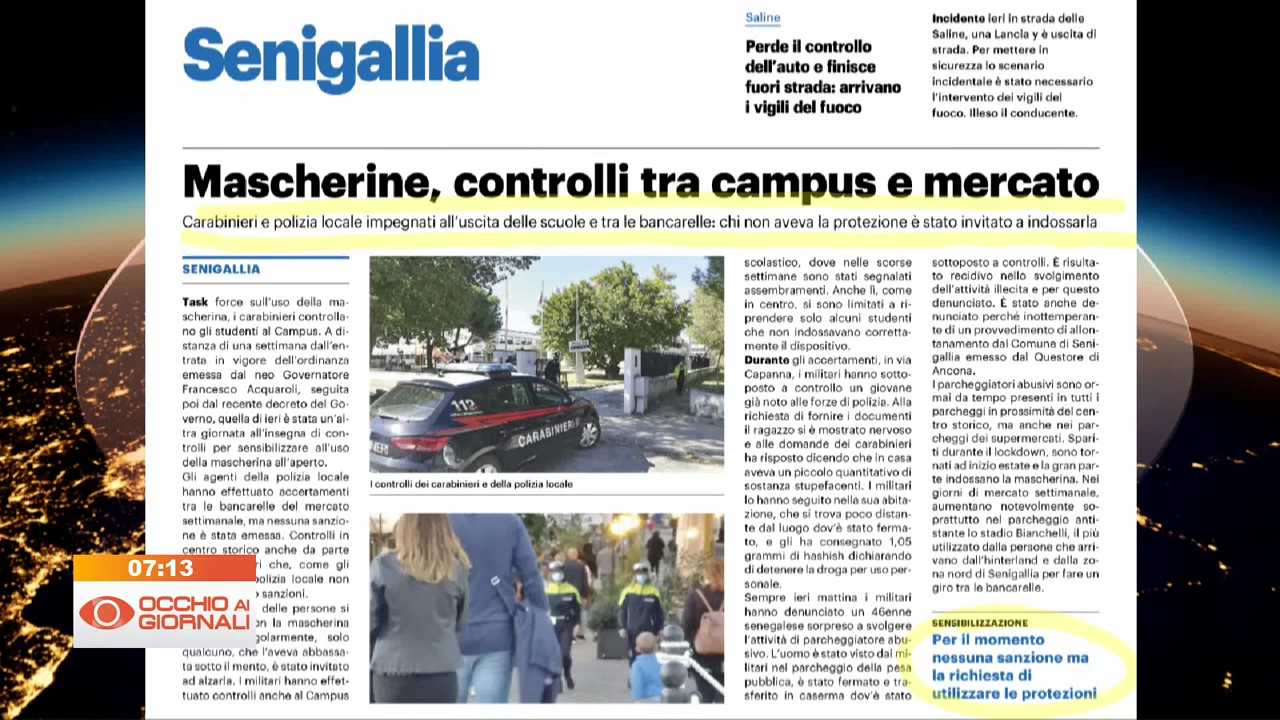 Senigallia
Saline
Perde il controllo
dell'auto e finisce
fuori strada: arrivano
i vigili del fuoco
Incidente Ieri in strada delle
Saline, una Lancia y è uscita di
strada. Per mettere in
sicurezza lo scenario
incidentale è stato necessario
l'intervento dei vigili del
fuoco. Illeso il conducente.
Mascherine, controlli tra campus e mercato
Carabinieri e polizia locale impegnati all'uscita delle scuole e tra le bancarelle: chi non aveva la protezione è stato invitato a indossarla
SENIGALLIA
Task force sull'uso della ma-
scherina, i carabinieri controlla-
no gli studenti al Campus. A di-
stanza di una settimana dall'en-
trata in vigore dell'ordinanza
emessa dal neo Governatore
Francesco Acquaroli, seguita
poi dal recente decreto del Go-
verno, quella di ieri è stata un'al-
tra giornata all'insegna di con-
trolli per sensibilizzare all'uso
della mascherina all'aperto.
Gli agenti della polizia locale
hanno effettuato accertamenti
tra le bancarelle del mercato
settimanale, ma nessuna sanzio-
ne è stata emessa. Controlli in
centro storico anche da parte
ri che, come gli
polizia locale non
sanzioni.
delle persone si
on la mascherina
golarmente, solo
qualcuno, che l'aveva abbassa-
ta sotto il mento, è stato invitato
ad alzarla. I militari hanno effet-
tuato controlli anche al Campus
112
CARABINIERI
I controlli dei carabinieri e della polizia locale
scolastico, dove nelle scorse
settimane sono stati segnalati
assembramenti. Anche lì, come
in centro, si sono limitati a ri-
prendere solo alcuni studenti
che non indossavano corretta-
mente il dispositivo.
Durante gli accertamenti, in via
Capanna, i militari hanno sotto-
posto a controllo un giovane
già noto alle forze di polizia. Alla
richiesta di fornire i documenti
il ragazzo si è mostrato nervoso
e alle domande dei carabinieri
ha risposto dicendo che in casa
aveva un piccolo quantitativo di
sostanza stupefacenti. I militari
lo hanno seguito nella sua abita-
zione, che si trova poco distan-
te dal luogo dov'è stato ferma-
to, e gli ha consegnato 1,05
grammi di hashish dichiarando
di detenere la droga per uso per-
sonale.
Sempre ieri mattina i militari
hanno denunciato un 46enne
senegalese sorpreso a svolgere
l'attività di parcheggiatore abu-
sivo. L'uomo è stato visto dai mi-
litari nel parcheggio della pesa
pubblica, è stato fermato e tra-
sferito in caserma dov'è stato
sottoposto a controlli. È risulta-
to recidivo nello svolgimento
dell'attività illecita e per questo
denunciato. È stato anche de-
nunciato perché inottemperan-
te di un provvedimento di allon-
tanamento dal Comune di Seni-
gallia emesso dal Questore di
Ancona.
I parcheggiatori abusivi sono or-
mai da tempo presenti in tutti i
parcheggi in prossimità del cen-
tro storico, ma anche nei par-
cheggi dei supermercati. Spari-
ti durante il lockdown, sono tor-
nati ad inizio estate e la gran par-
te indossano la mascherina. Nei
giorni di mercato settimanale,
aumentano notevolmente so-
prattutto nel parcheggio anti-
stante lo stadio Bianchelli, il più
utilizzato dalla persone che arri-
vano dall'hinterland e dalla zo-
na nord di Senigallia per fare un
giro tra le bancarelle.
SENSIBILIZZAZIONE
Per il momento
nessuna sanzione ma
la richiesta di
utilizzare le protezioni
07:13
OCCHIO AI
GIORNALI